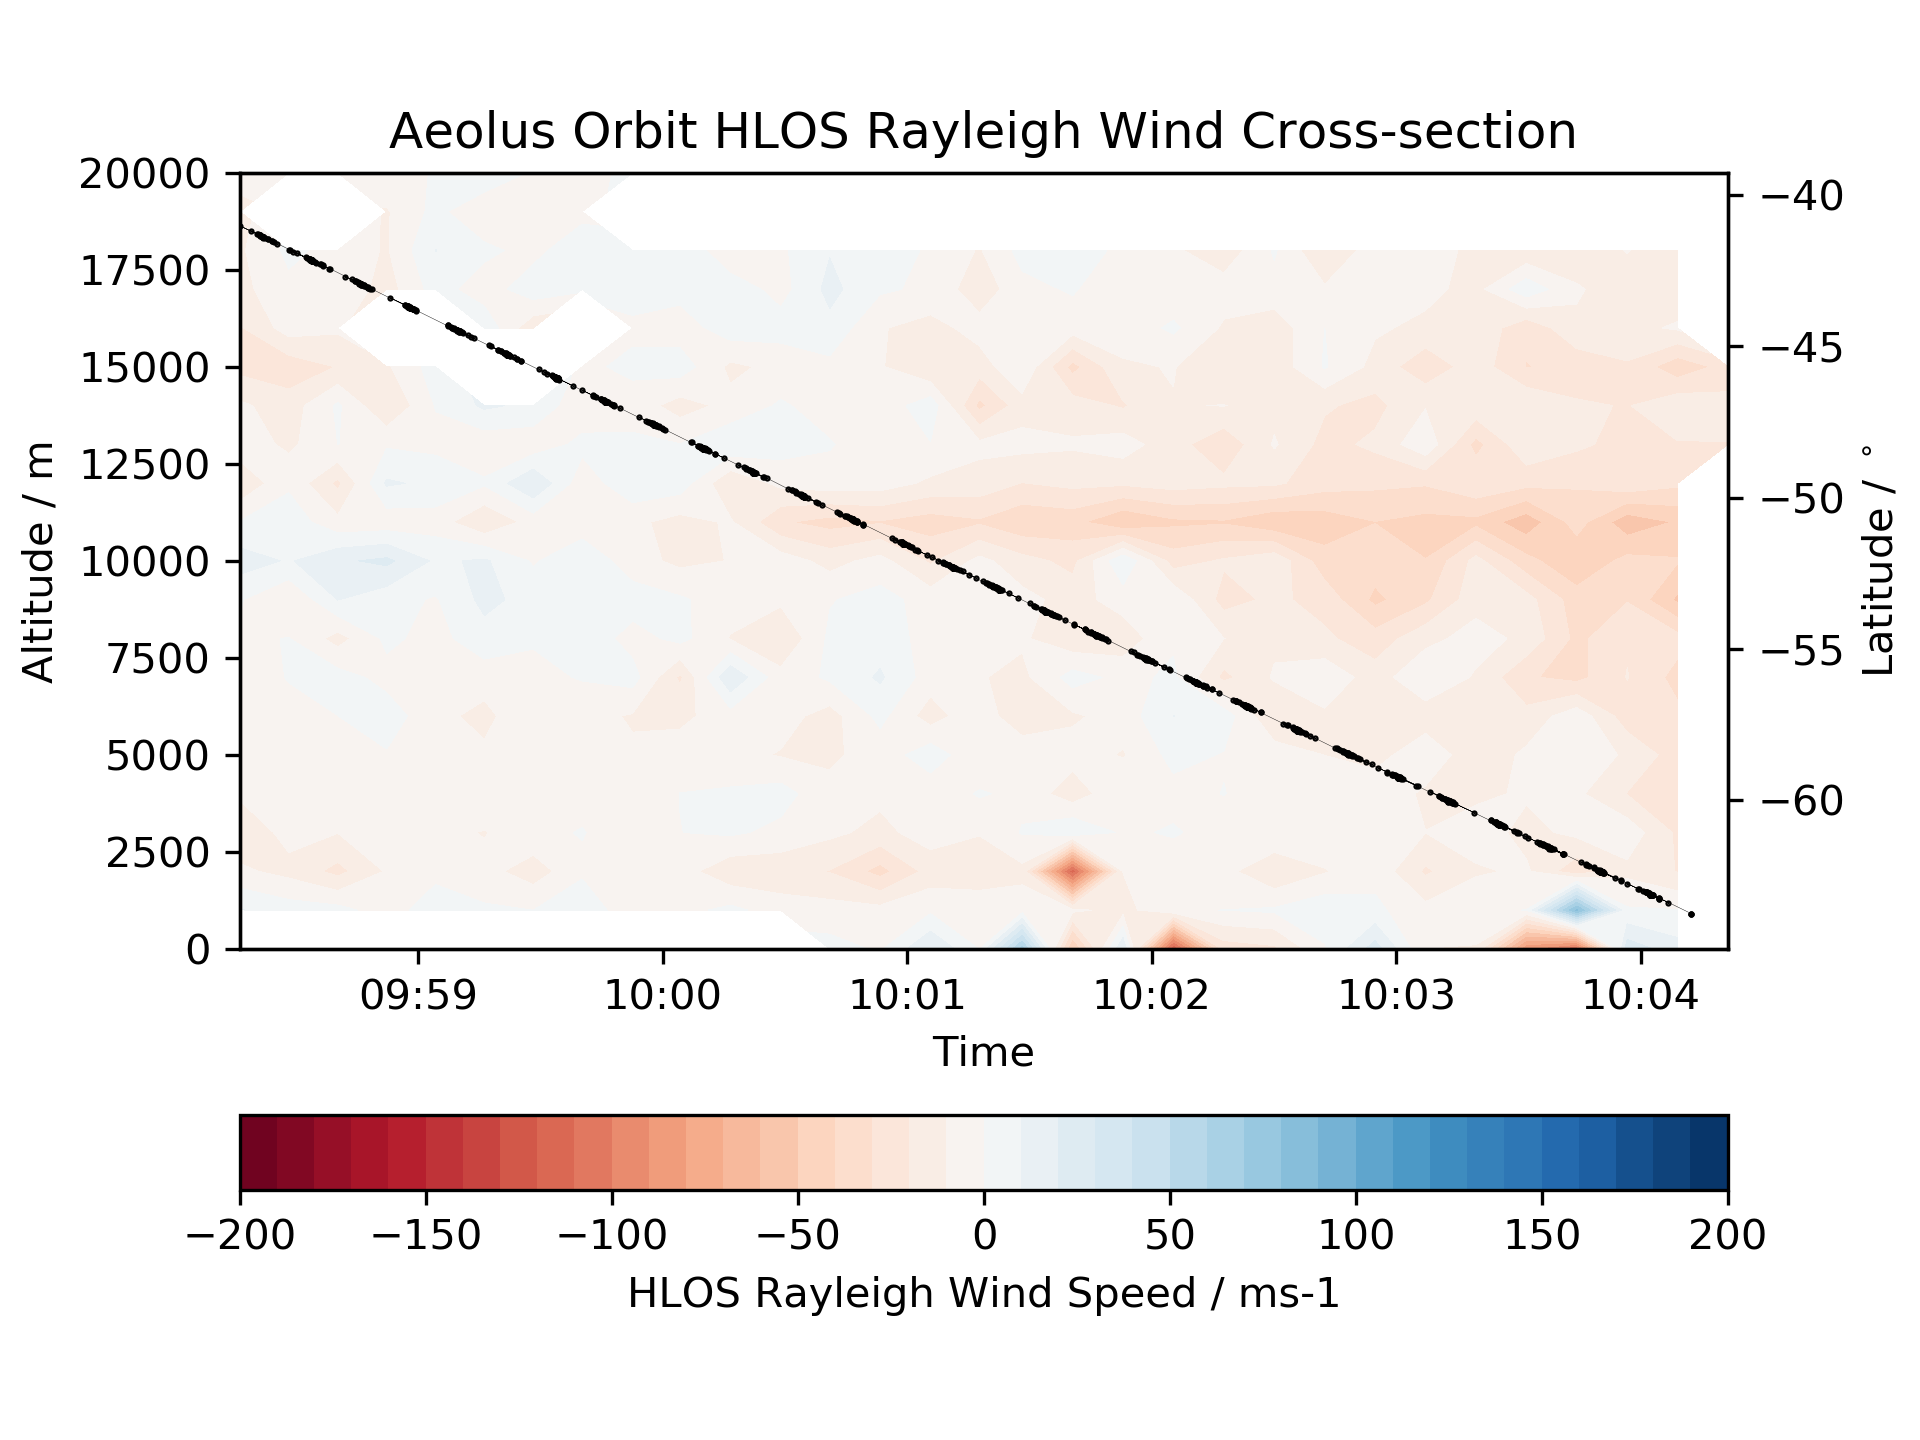 Aeolus Orbit HLOS Rayleigh Wind Cross-section
20000
17500
15000
12500
10000
7500
5000
2500
0
Altitude / m
−40
−45
−50
−55
−60
Latitude / °
09:59 10:00 10:01 10:02 10:03 10:04
Time
−200 −150 −100 −50 0 50 100 150 200
HLOS Rayleigh Wind Speed / ms-1